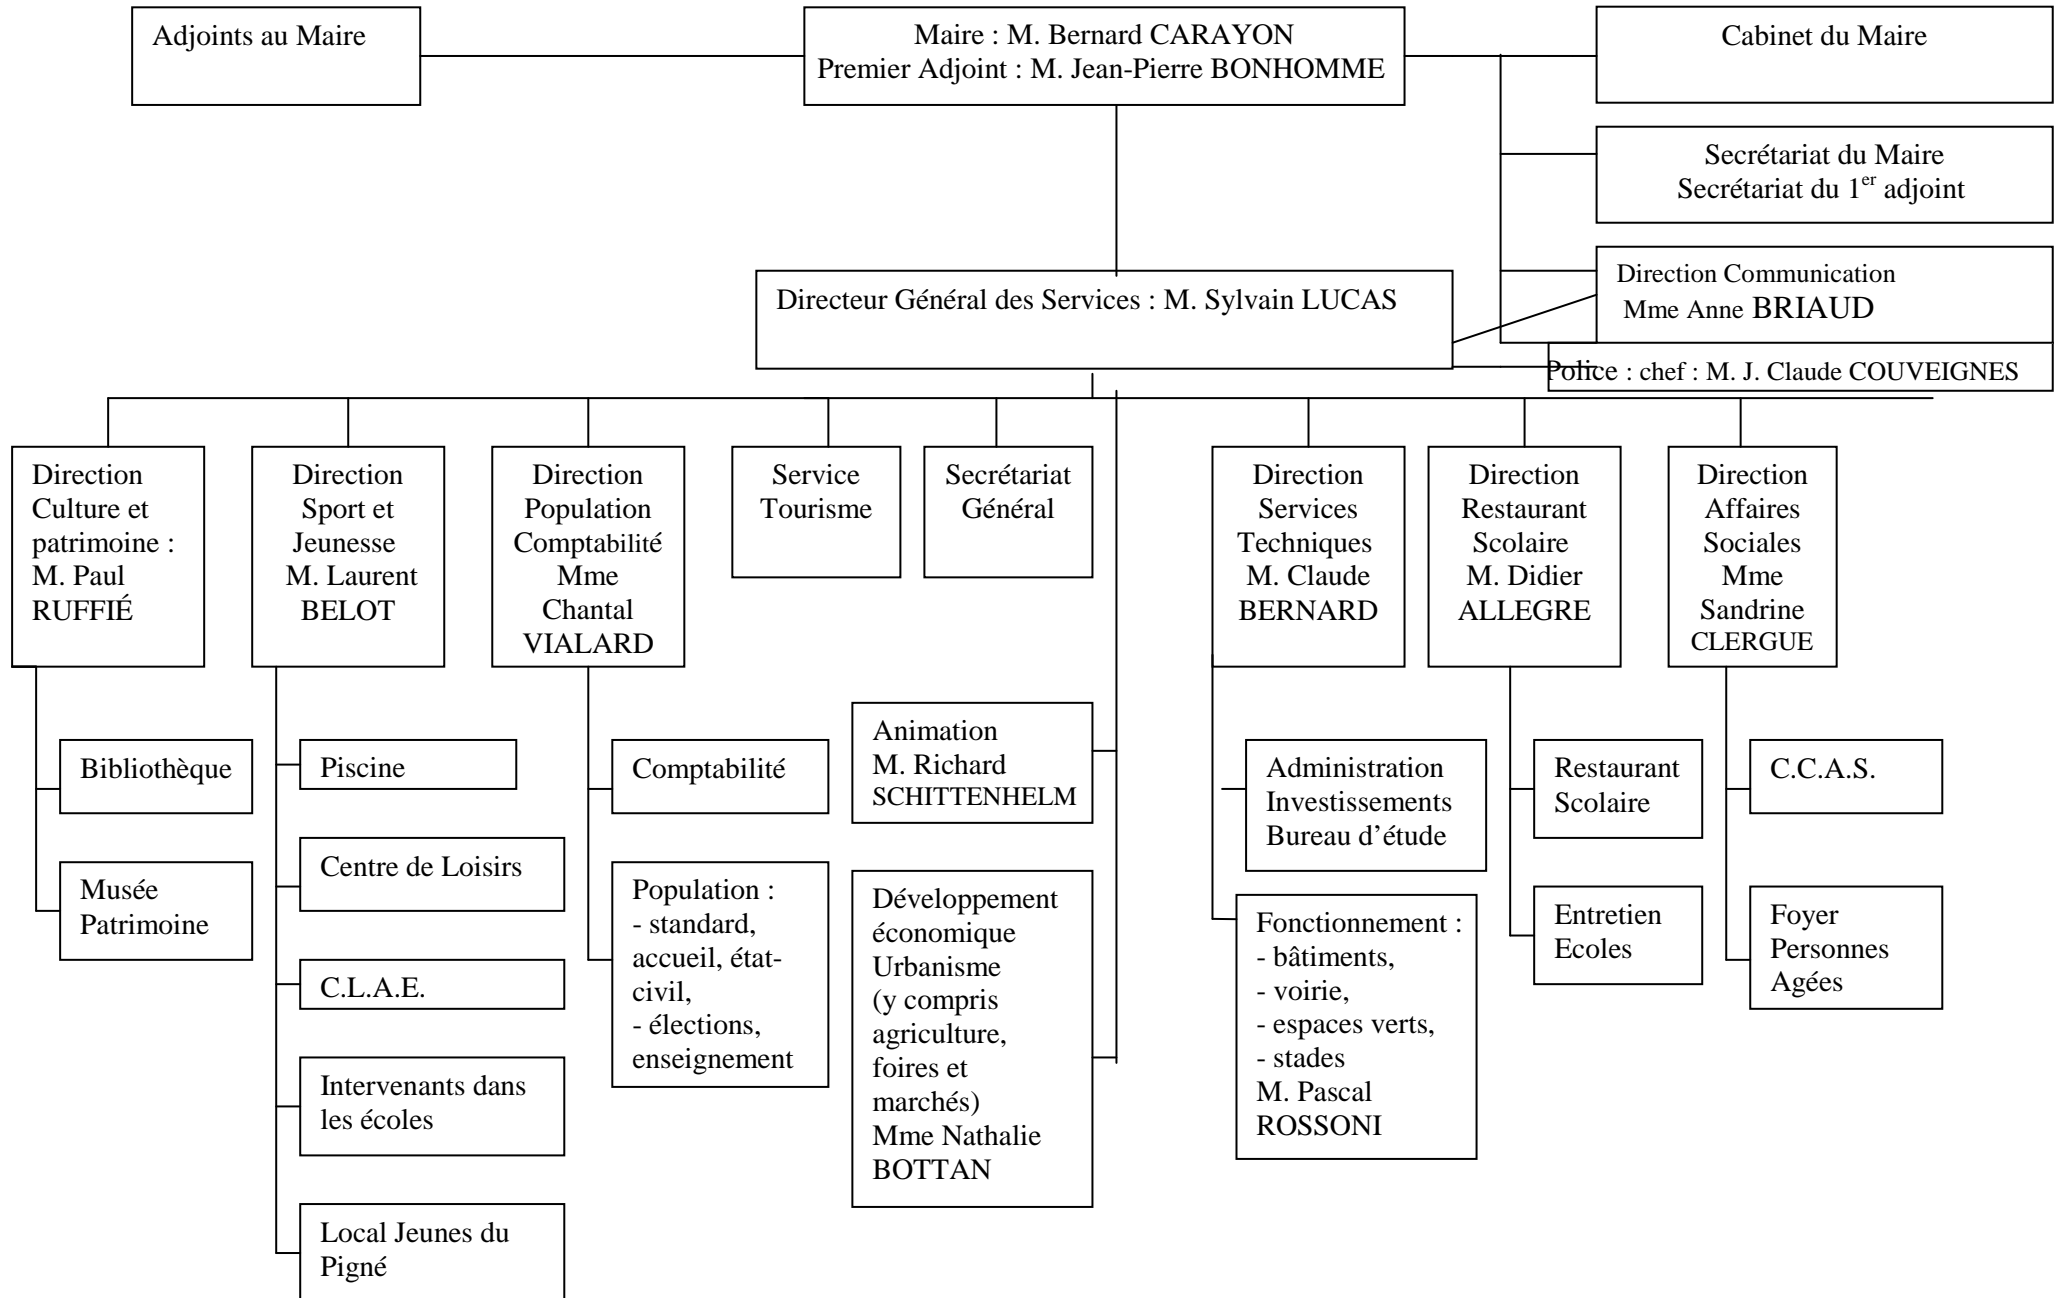 Adjoints au Maire
Maire : M. Bernard CARAYON
Premier Adjoint : M. Jean-Pierre BONHOMME
Cabinet du Maire
Secrétariat du Maire
Secrétariat du 1er adjoint
Direction Communication
Mme Anne BRIAUD
Directeur Général des Services : M. Sylvain LUCAS
Police : chef : M. J. Claude COUVEIGNES
Direction
Culture et
patrimoine :
M. Paul
RUFFIÉ
Direction
Sport et
Jeunesse
M. Laurent
BELOT
Direction
Population
Comptabilité
Mme
Chantal
VIALARD
Service
Tourisme
Secrétariat
Général
Direction
Services
Techniques
M. Claude
BERNARD
Direction
Restaurant
Scolaire
M. Didier
ALLEGRE
Direction
Affaires
Sociales
Mme
Sandrine
CLERGUE
Bibliothèque
Musée
Patrimoine
Piscine
Centre de Loisirs
C.L.A.E.
Intervenants dans
les écoles
Local Jeunes du
Pigné
Comptabilité
Population :
- standard,
accueil, état-
civil,
- élections,
enseignement
Animation
M. Richard
SCHITTENHELM
Développement
économique
Urbanisme
(y compris
agriculture,
foires et
marchés)
Mme Nathalie
BOTTAN
Administration
Investissements
Bureau d’étude
Fonctionnement :
- bâtiments,
- voirie,
- espaces verts,
- stades
M. Pascal
ROSSONI
Restaurant
Scolaire
Entretien
Ecoles
C.C.A.S.
Foyer
Personnes
Agées